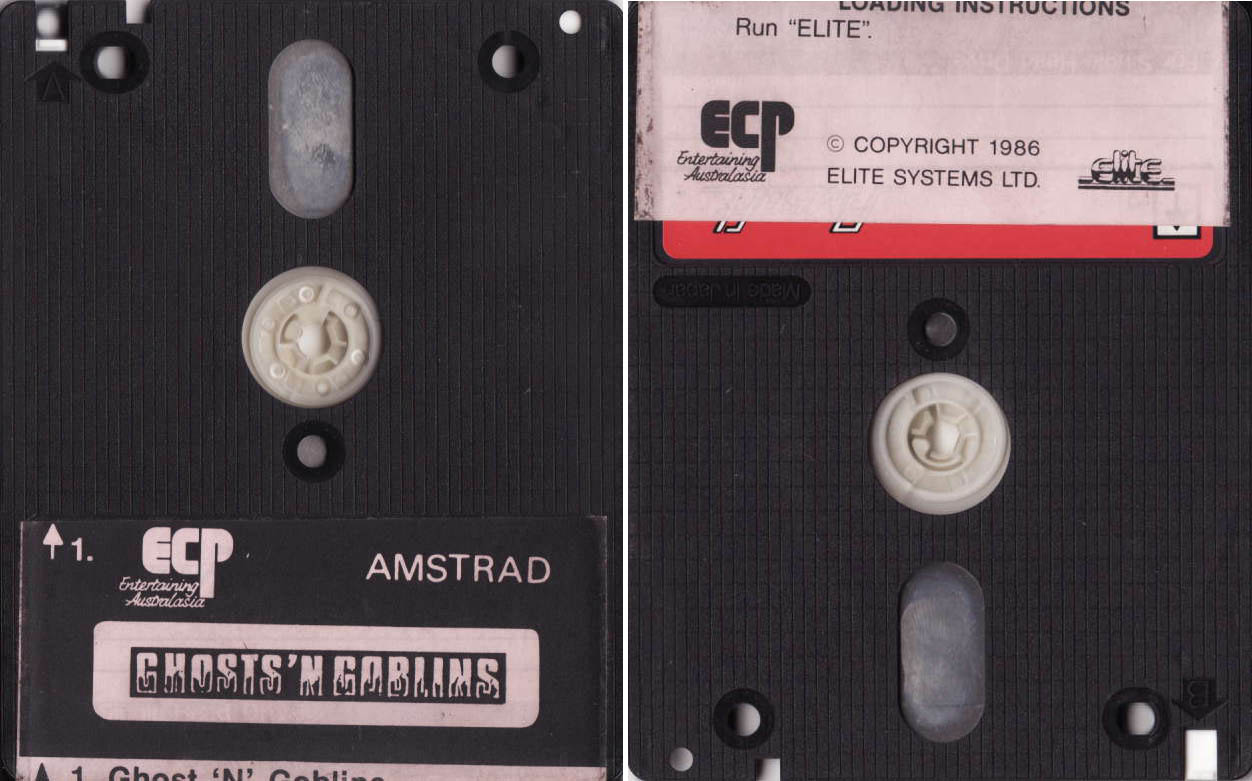 A
↑ 1.
ECP
Entertaining
Australasia
AMSTRAD
GHOSTS'N GOBLINS
1. Ghost 'N' Goblins
LOADING INSTRUCTIONS
Run "ELITE".
ECP
Entertaining
Australasia
© COPYRIGHT 1986
ELITE SYSTEMS LTD.
elite
Made in Japan
B